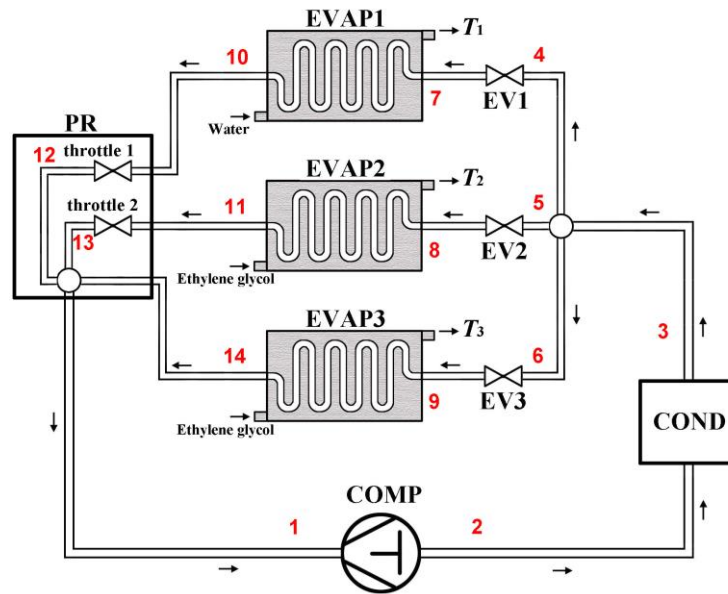 EVAP1
T1
10
4
7
EV1
Water
PR
12
throttle 1
throttle 2
13
EVAP2
T2
11
5
8
EV2
Ethylene glycol
EVAP3
T3
14
6
3
9
EV3
Ethylene glycol
COND
COMP
1
2